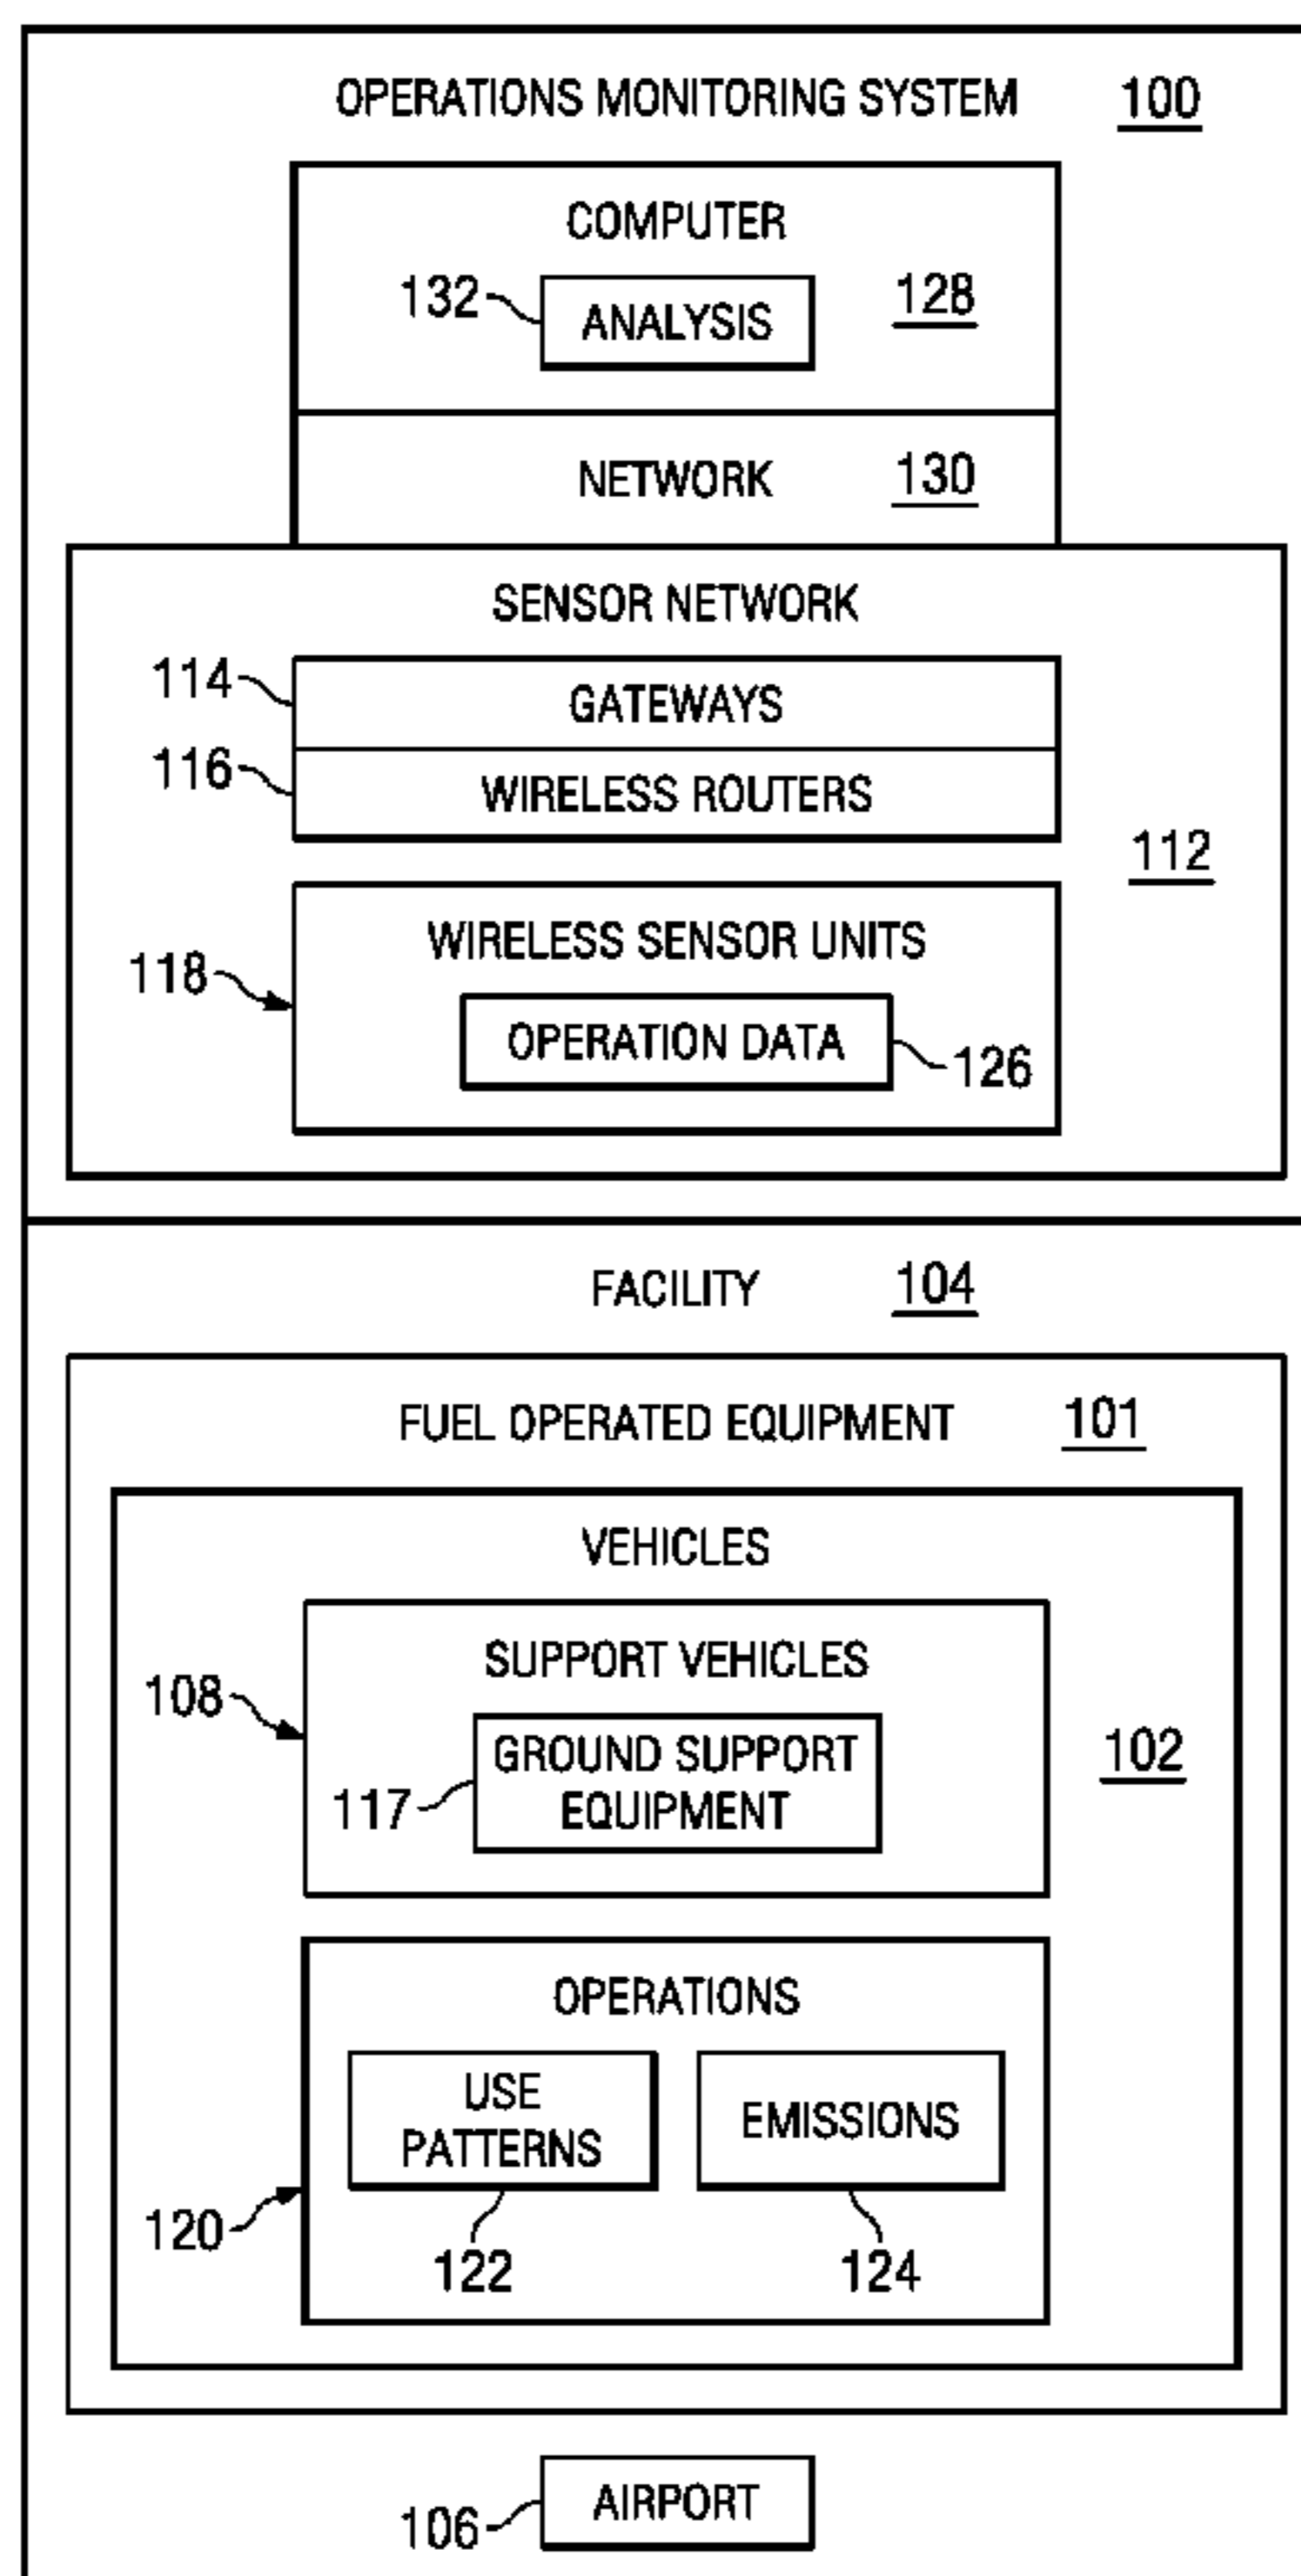 OPERATIONS MONITORING SYSTEM 100
COMPUTER
132 ANALYSIS 128
NETWORK 130
SENSOR NETWORK
114 GATEWAYS
116 WIRELESS ROUTERS
112
WIRELESS SENSOR UNITS
118
OPERATION DATA 126
FACILITY 104
FUEL OPERATED EQUIPMENT 101
VEHICLES
SUPPORT VEHICLES
108
GROUND SUPPORT
102
EQUIPMENT
117
OPERATIONS
USE
PATTERNS
EMISSIONS
120
122 124
AIRPORT
106